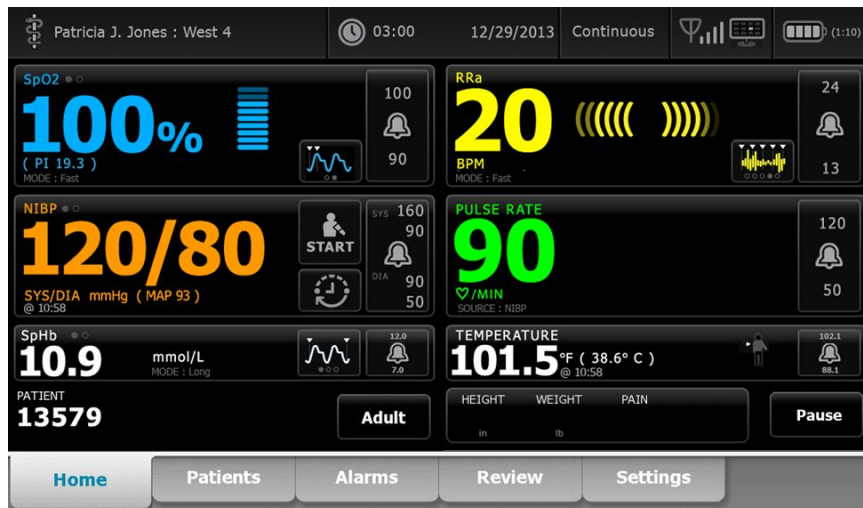 Patricia J. Jones : West 4
03:00
12/29/2013
Continuous
(1:10)
SpO2
100%
( PI 19.3 )
MODE : Fast
100
90
RRa
20
BPM
MODE : Fast
24
13
NIBP
120/80
SYS/DIA mmHg ( MAP 93 )
@ 10:58
START
SYS 160
90
DIA 90
50
PULSE RATE
90
/MIN
SOURCE : NIBP
120
50
SpHb
10.9
mmol/L
MODE : Long
12.0
7.0
TEMPERATURE
101.5 °F ( 38.6° C )
@ 10:58
102.1
88.1
PATIENT
13579
Adult
HEIGHT WEIGHT PAIN
in lb
Pause
Home Patients Alarms Review Settings